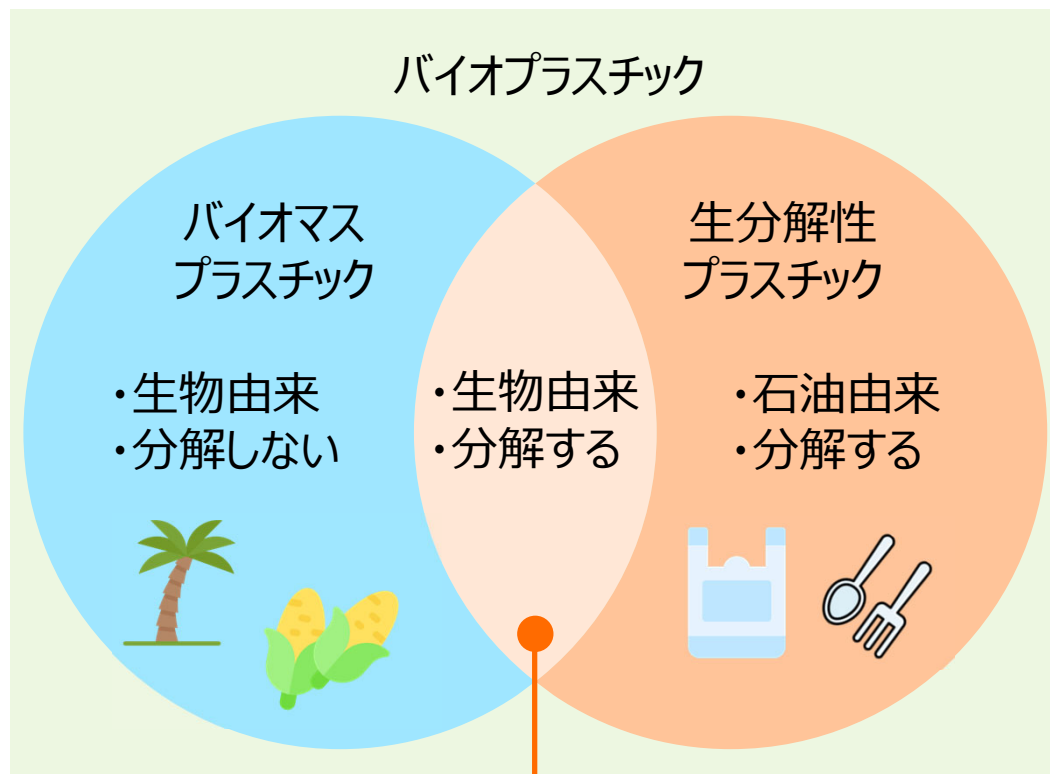 バイオプラスチック
バイオマス
プラスチック
・生物由来
・分解しない
・生物由来
・分解する
生分解性
プラスチック
・石油由来
・分解する